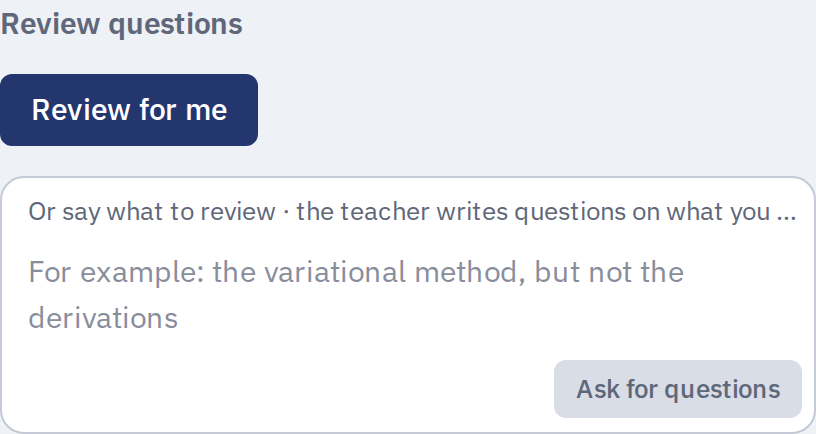 Review questions
Review for me
Or say what to review · the teacher writes questions on what you ...
For example: the variational method, but not the
derivations
Ask for questions